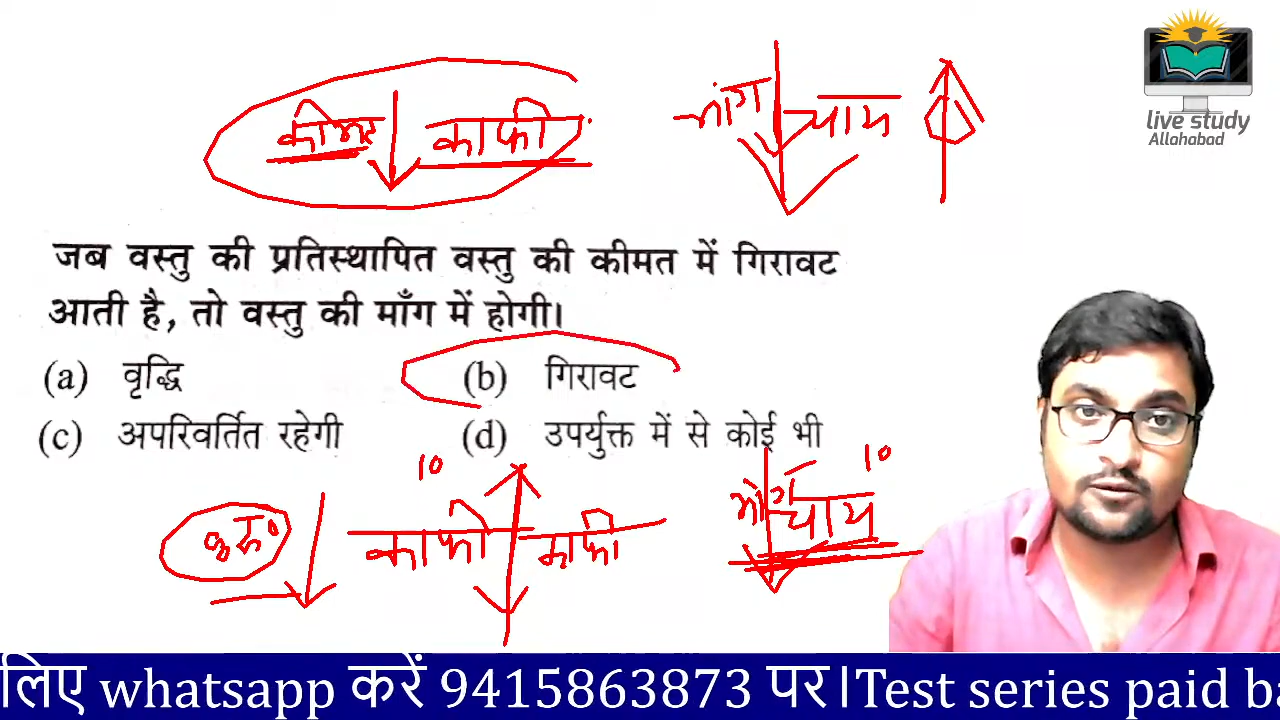 कीमत काफी
मांग चाय
live study
Allahabad
जब वस्तु की प्रतिस्थापित वस्तु की कीमत में गिरावट
आती है, तो वस्तु की माँग में होगी।
(a) वृद्धि (b) गिरावट
(c) अपरिवर्तित रहेगी (d) उपर्युक्त में से कोई भी
10 10
काफी काफी चाय
लिए whatsapp करें 9415863873 पर।Test series paid ba